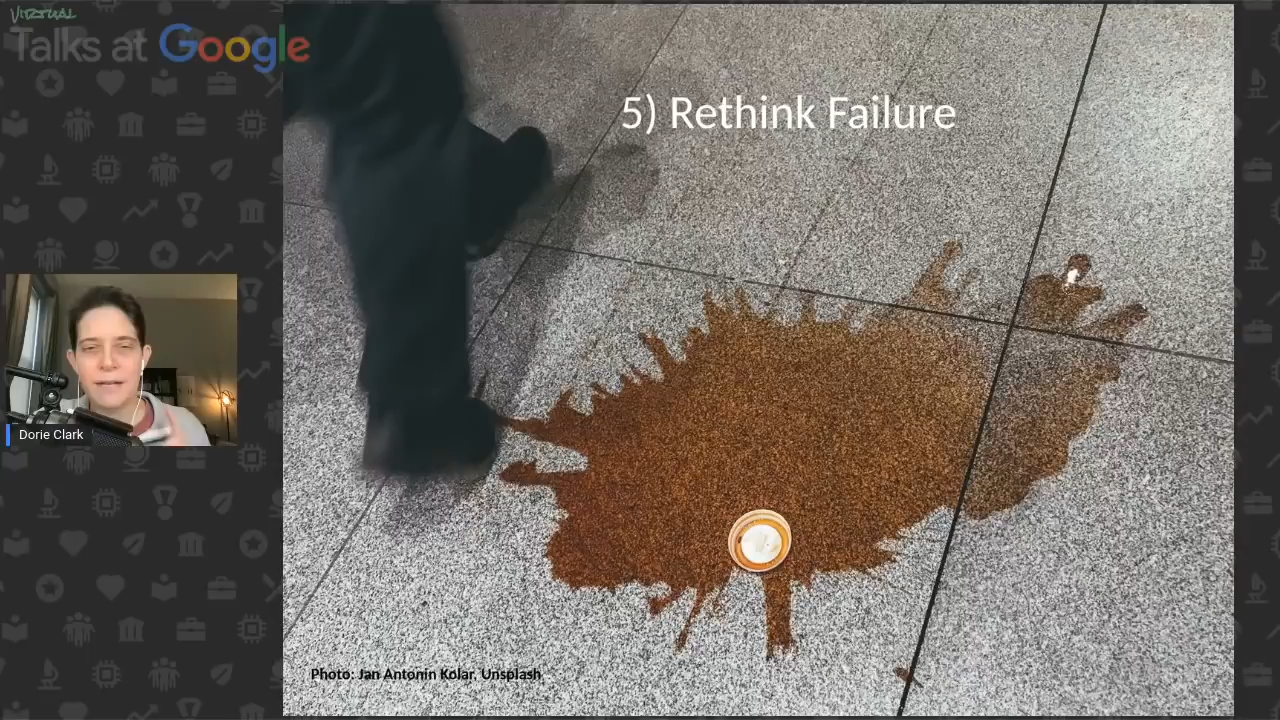 VIRTUAL
Talks at Google
5) Rethink Failure
Dorie Clark
Photo: Jan Antonin Kolar, Unsplash